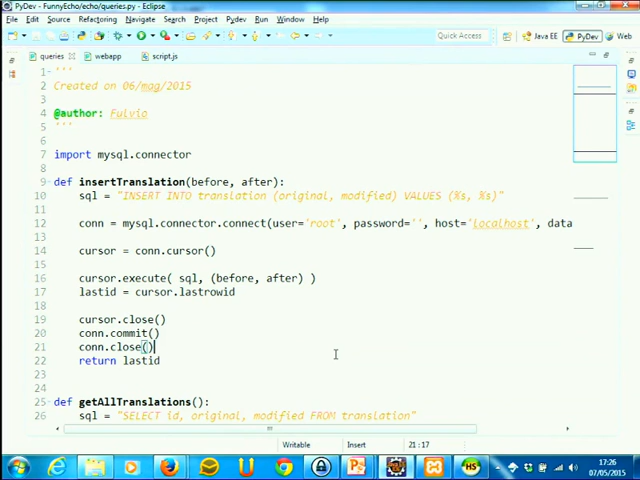 PyDev - FunnyEcho/echo/queries.py - Eclipse
File Edit Source Refactoring Navigate Search Project Pydev Run Window Help
Quick Access
Java EE
PyDev
Web
queries
webapp
script.js
1 '''
2 Created on 06/mag/2015
3
4 @author: Fulvio
5 '''
6
7 import mysql.connector
8
9 def insertTranslation(before, after):
10 sql = "INSERT INTO translation (original, modified) VALUES (%s, %s)"
11
12 conn = mysql.connector.connect(user='root', password='', host='localhost', data
13
14 cursor = conn.cursor()
15
16 cursor.execute( sql, (before, after) )
17 lastid = cursor.lastrowid
18
19 cursor.close()
20 conn.commit()
21 conn.close()
22 return lastid
23
24
25 def getAllTranslations():
26 sql = "SELECT id, original, modified FROM translation"
Writable
Insert
21 : 17
17:26
07/05/2015